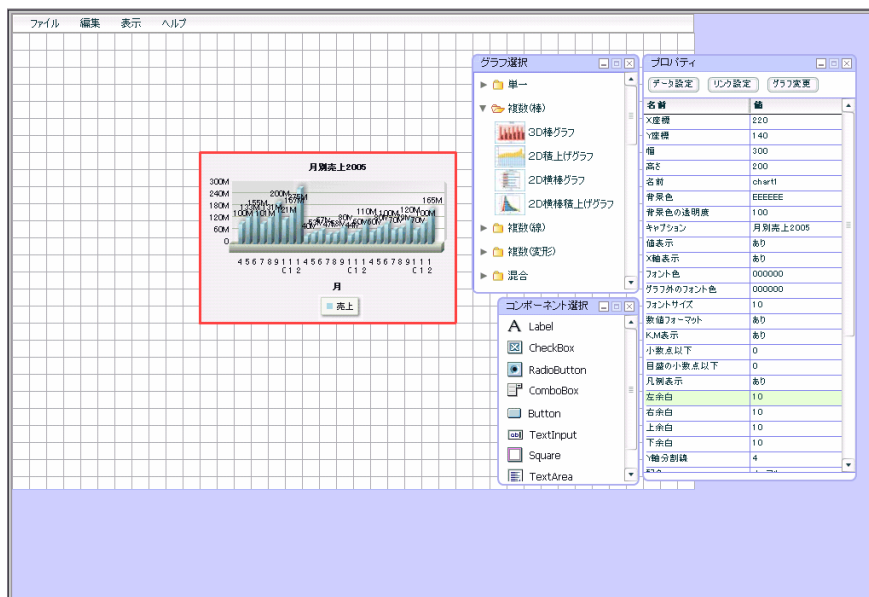 ファイル 編集 表示 ヘルプ
月別売上2005
300M
240M
180M
120M
60M
0
月
売上
グラフ選択
単一
複数(棒)
3D棒グラフ
2D積上げグラフ
2D横棒グラフ
2D横棒積上げグラフ
複数(線)
複数(変形)
混合
コンポーネント選択
Label
CheckBox
RadioButton
ComboBox
Button
TextInput
Square
TextArea
プロパティ
データ設定 リンク設定 グラフ変更
名前 値
X座標 220
Y座標 140
幅 300
高さ 200
名前 chart1
背景色 EEEEEE
背景色の透明度 100
キャプション 月別売上2005
値表示 あり
X軸表示 あり
フォント色 000000
グラフ外のフォント色 000000
フォントサイズ 10
数値フォーマット あり
K,M表示 あり
小数点以下 0
目盛の小数点以下 0
凡例表示 あり
左余白 10
右余白 10
上余白 10
下余白 10
Y軸分割線 4